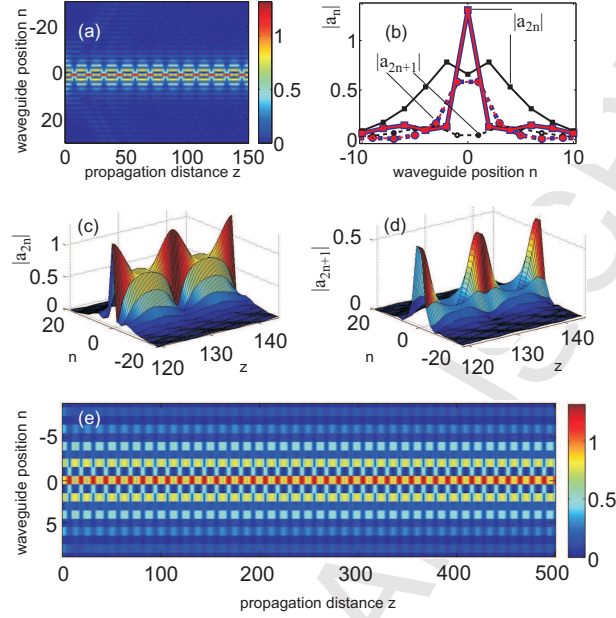 (a)
waveguide position n
-20
0
20
0 50 100 150
propagation distance z
1
0.5
0
(b)
|a_n|
1
0.5
0
|a_{2n}|
|a_{2n+1}|
-10 0 10
waveguide position n
(c)
|a_{2n}|
1
0.5
0
20
0
-20
n
120
130
140
z
(d)
|a_{2n+1}|
0.5
0
20
0
-20
n
120
130
140
z
(e)
waveguide position n
-5
0
5
0 100 200 300 400 500
propagation distance z
1
0.5
0